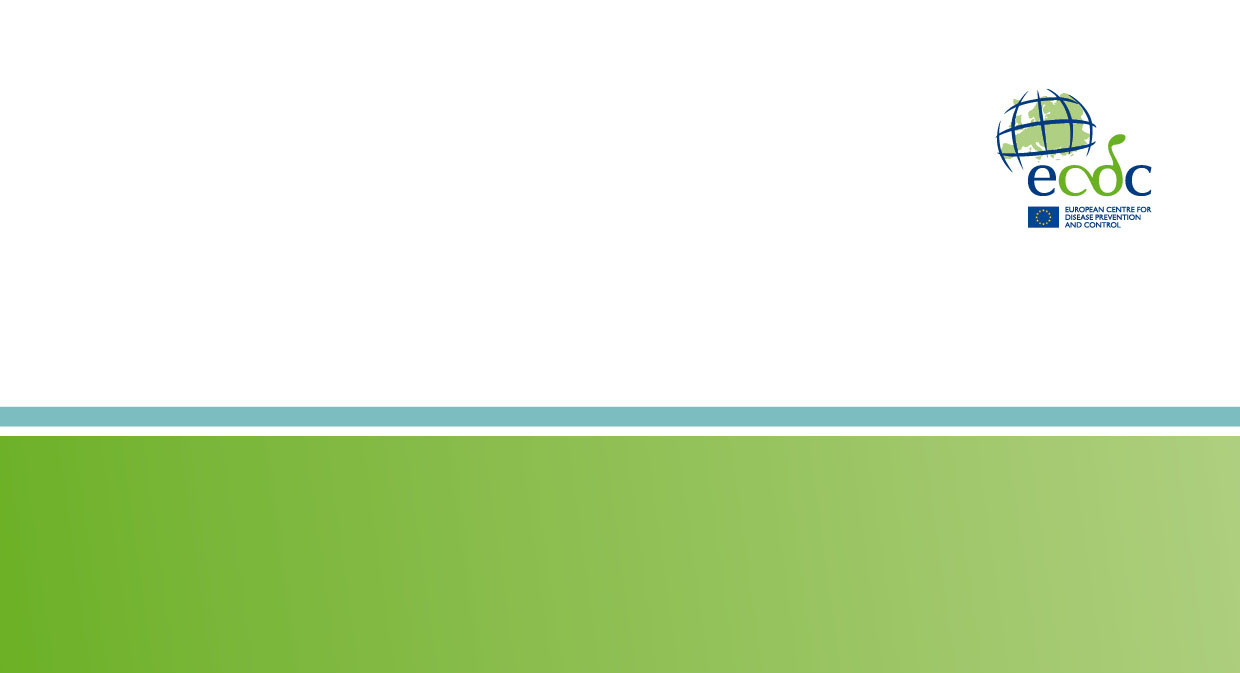 ecdc
EUROPEAN CENTRE FOR
DISEASE PREVENTION
AND CONTROL